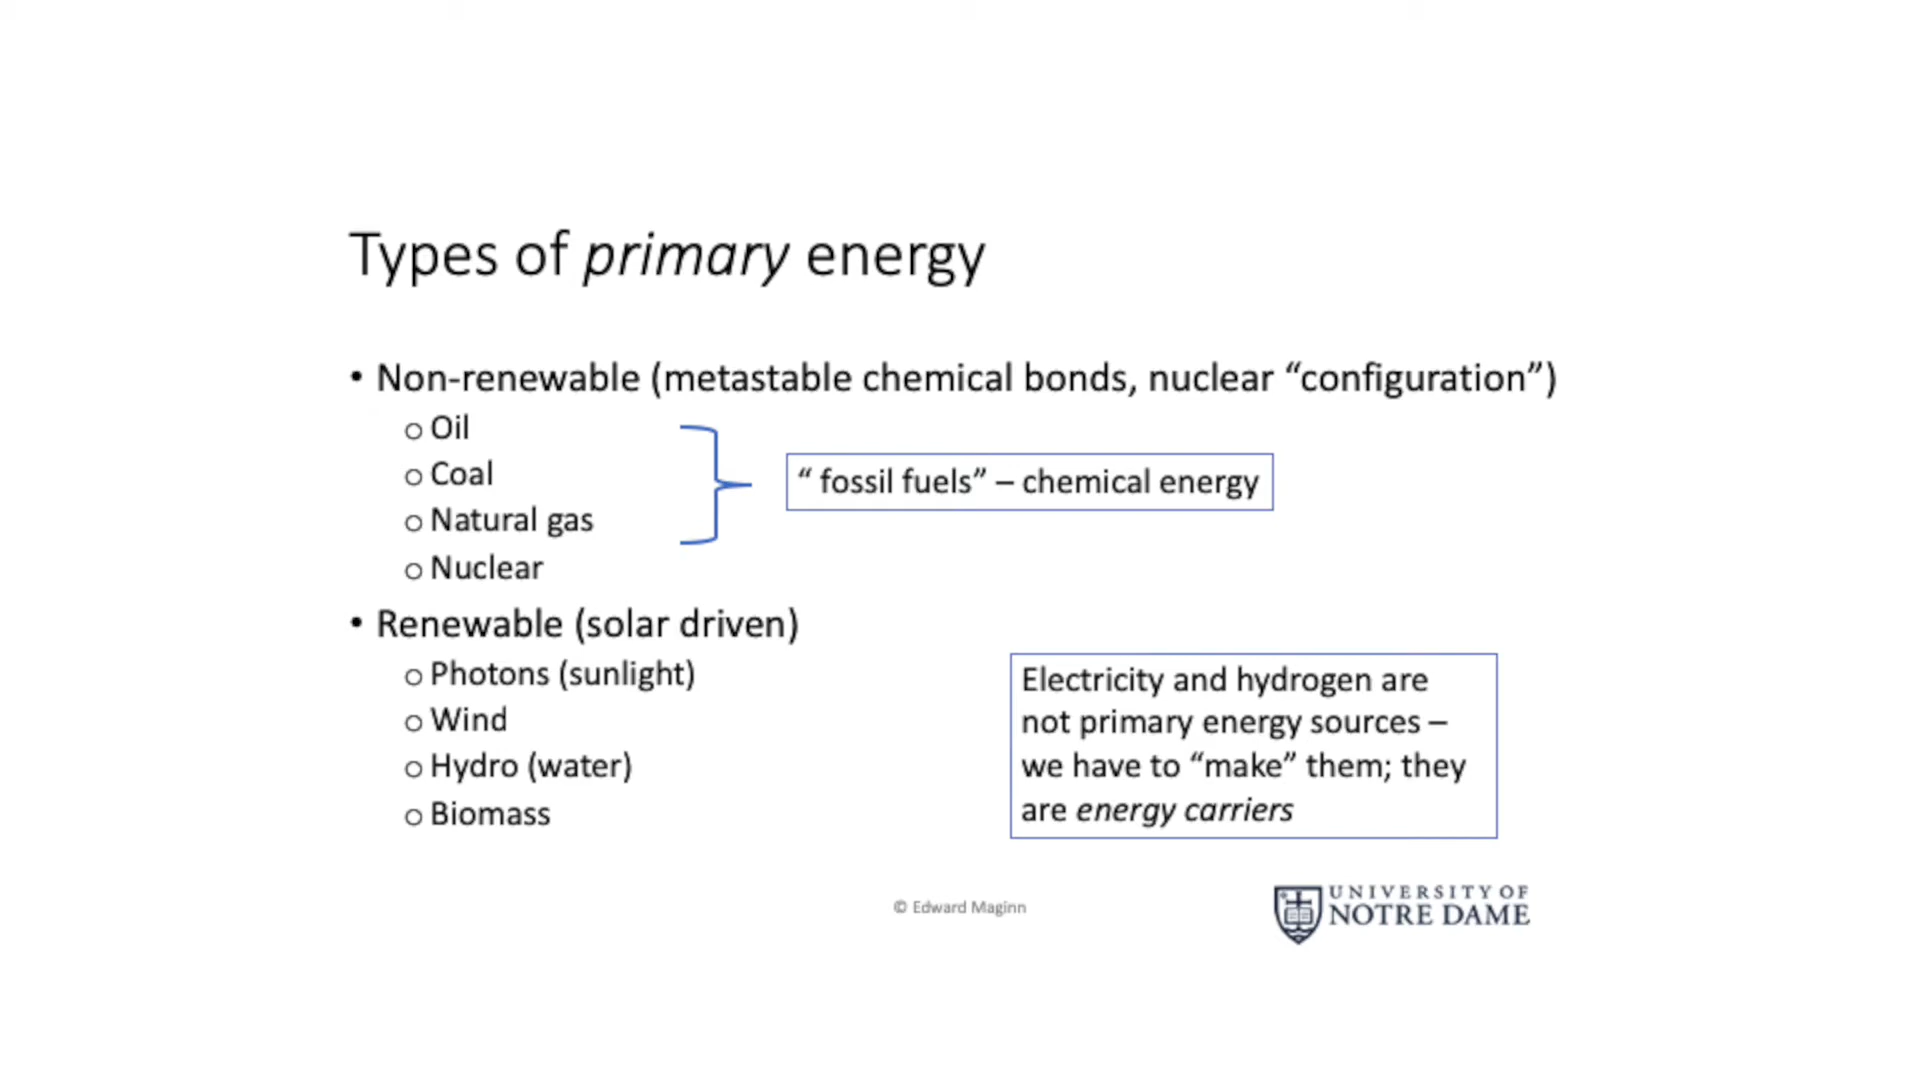 Types of primary energy
• Non-renewable (metastable chemical bonds, nuclear “configuration”)
o Oil
o Coal
o Natural gas
o Nuclear
“ fossil fuels” – chemical energy
• Renewable (solar driven)
o Photons (sunlight)
o Wind
o Hydro (water)
o Biomass
Electricity and hydrogen are
not primary energy sources –
we have to “make” them; they
are energy carriers
© Edward Maginn
UNIVERSITY OF
NOTRE DAME